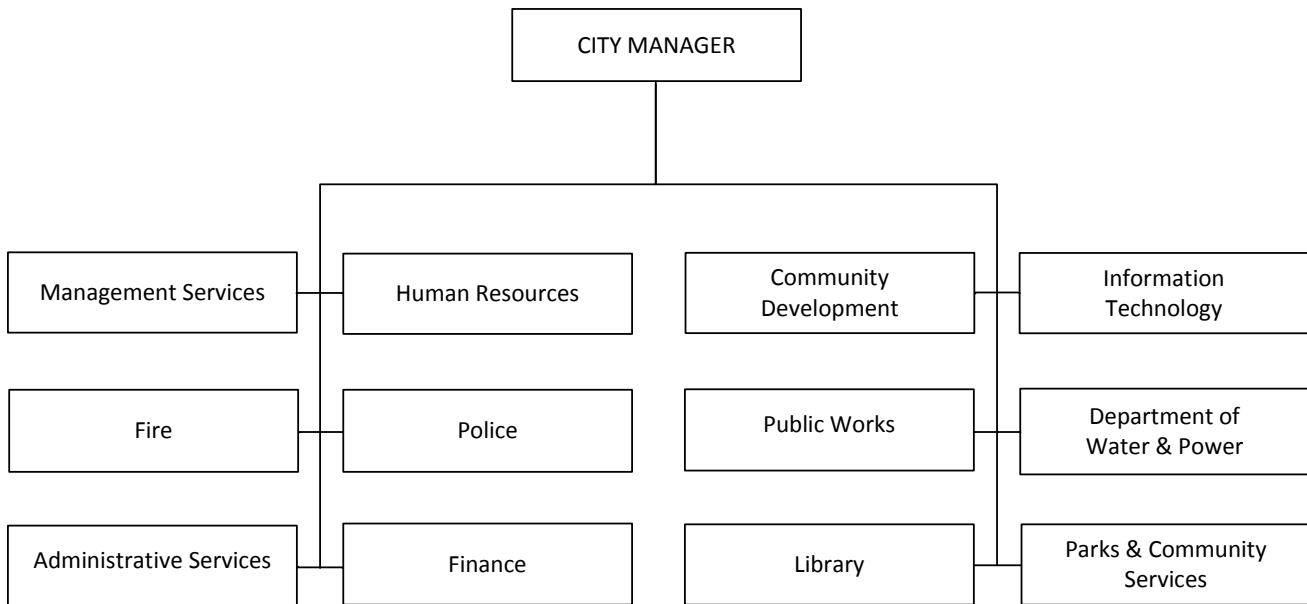 CITY MANAGER
Management Services
Human Resources
Community
Development
Information
Technology
Fire
Police
Public Works
Department of
Water & Power
Administrative Services
Finance
Library
Parks & Community
Services